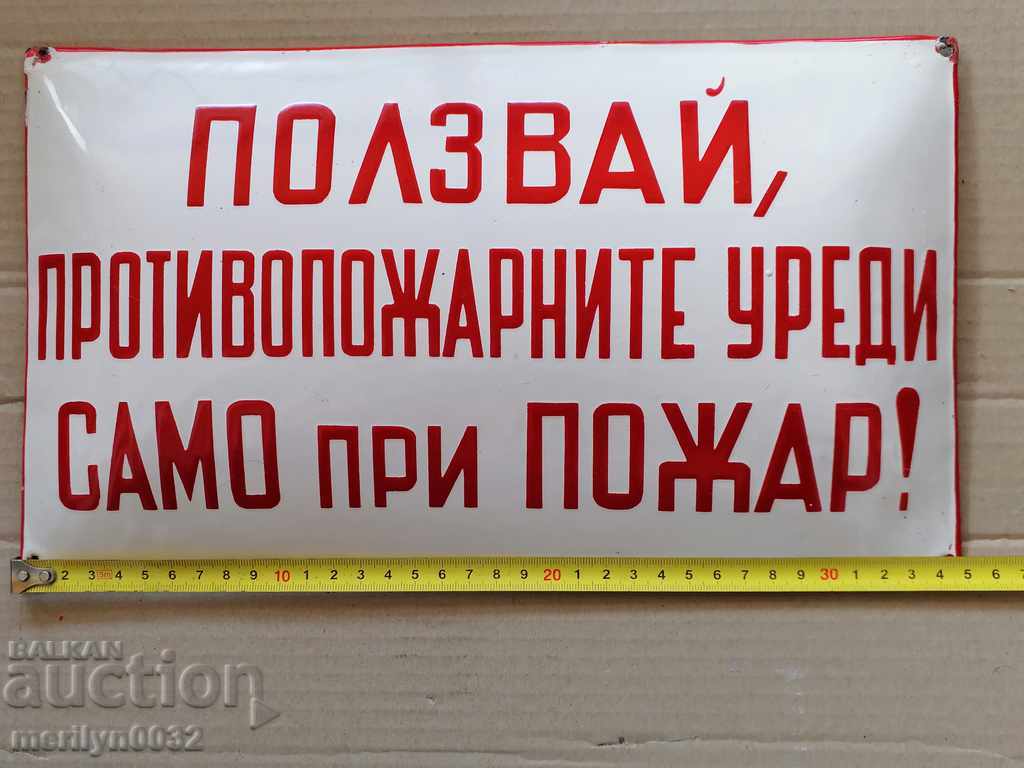 ПОЛЗВАЙ,
ПРОТИВОПОЖАРНИТЕ УРЕДИ
САМО ПРИ ПОЖАР!
2 3 5m 4 5 6 7 8 9 10 1 2 3 4 5 6 7 8 9 20 1 2 3 4 5 6 7 8 9 30 1 2 3 4 5 6 7
BALKAN
auction
merilyn0032